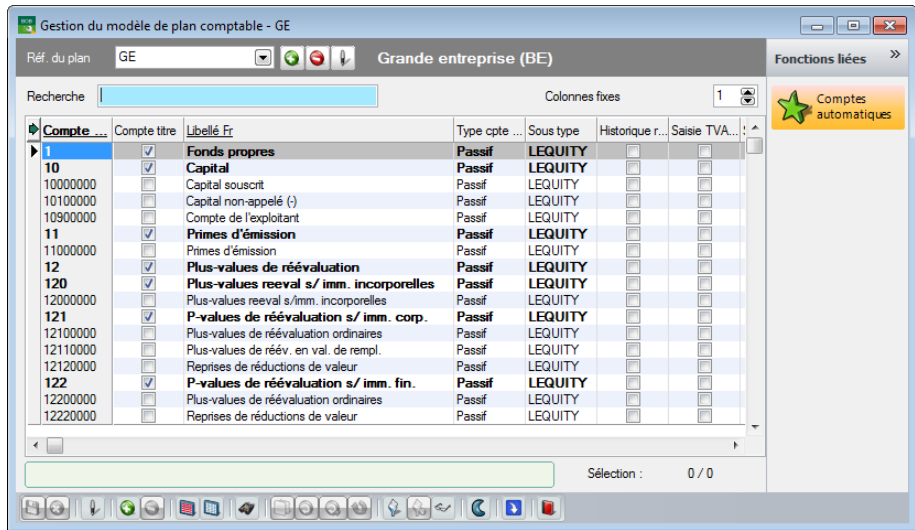 Gestion du modèle de plan comptable - GE
Réf. du plan GE Grande entreprise (BE) Fonctions liées »
Recherche Colonnes fixes 1
Comptes automatiques
Compte ... Compte titre Libellé Fr Type cpte ... Sous type Historique r... Saisie TVA...
1 Fonds propres Passif LEQUITY
10 Capital Passif LEQUITY
10000000 Capital souscrit Passif LEQUITY
10100000 Capital non-appelé (-) Passif LEQUITY
10900000 Compte de l'exploitant Passif LEQUITY
11 Primes d'émission Passif LEQUITY
11000000 Primes d'émission Passif LEQUITY
12 Plus-values de réévaluation Passif LEQUITY
120 Plus-values reeval s/ imm. incorporelles Passif LEQUITY
12000000 Plus-values reeval s/imm. incorporelles Passif LEQUITY
121 P-values de réévaluation s/ imm. corp. Passif LEQUITY
12100000 Plus-values de réévaluation ordinaires Passif LEQUITY
12110000 Plus-values de réév. en val. de rempl. Passif LEQUITY
12120000 Reprises de réductions de valeur Passif LEQUITY
122 P-values de réévaluation s/ imm. fin. Passif LEQUITY
12200000 Plus-values de réévaluation ordinaires Passif LEQUITY
12220000 Reprises de réductions de valeur Passif LEQUITY
Sélection : 0 / 0